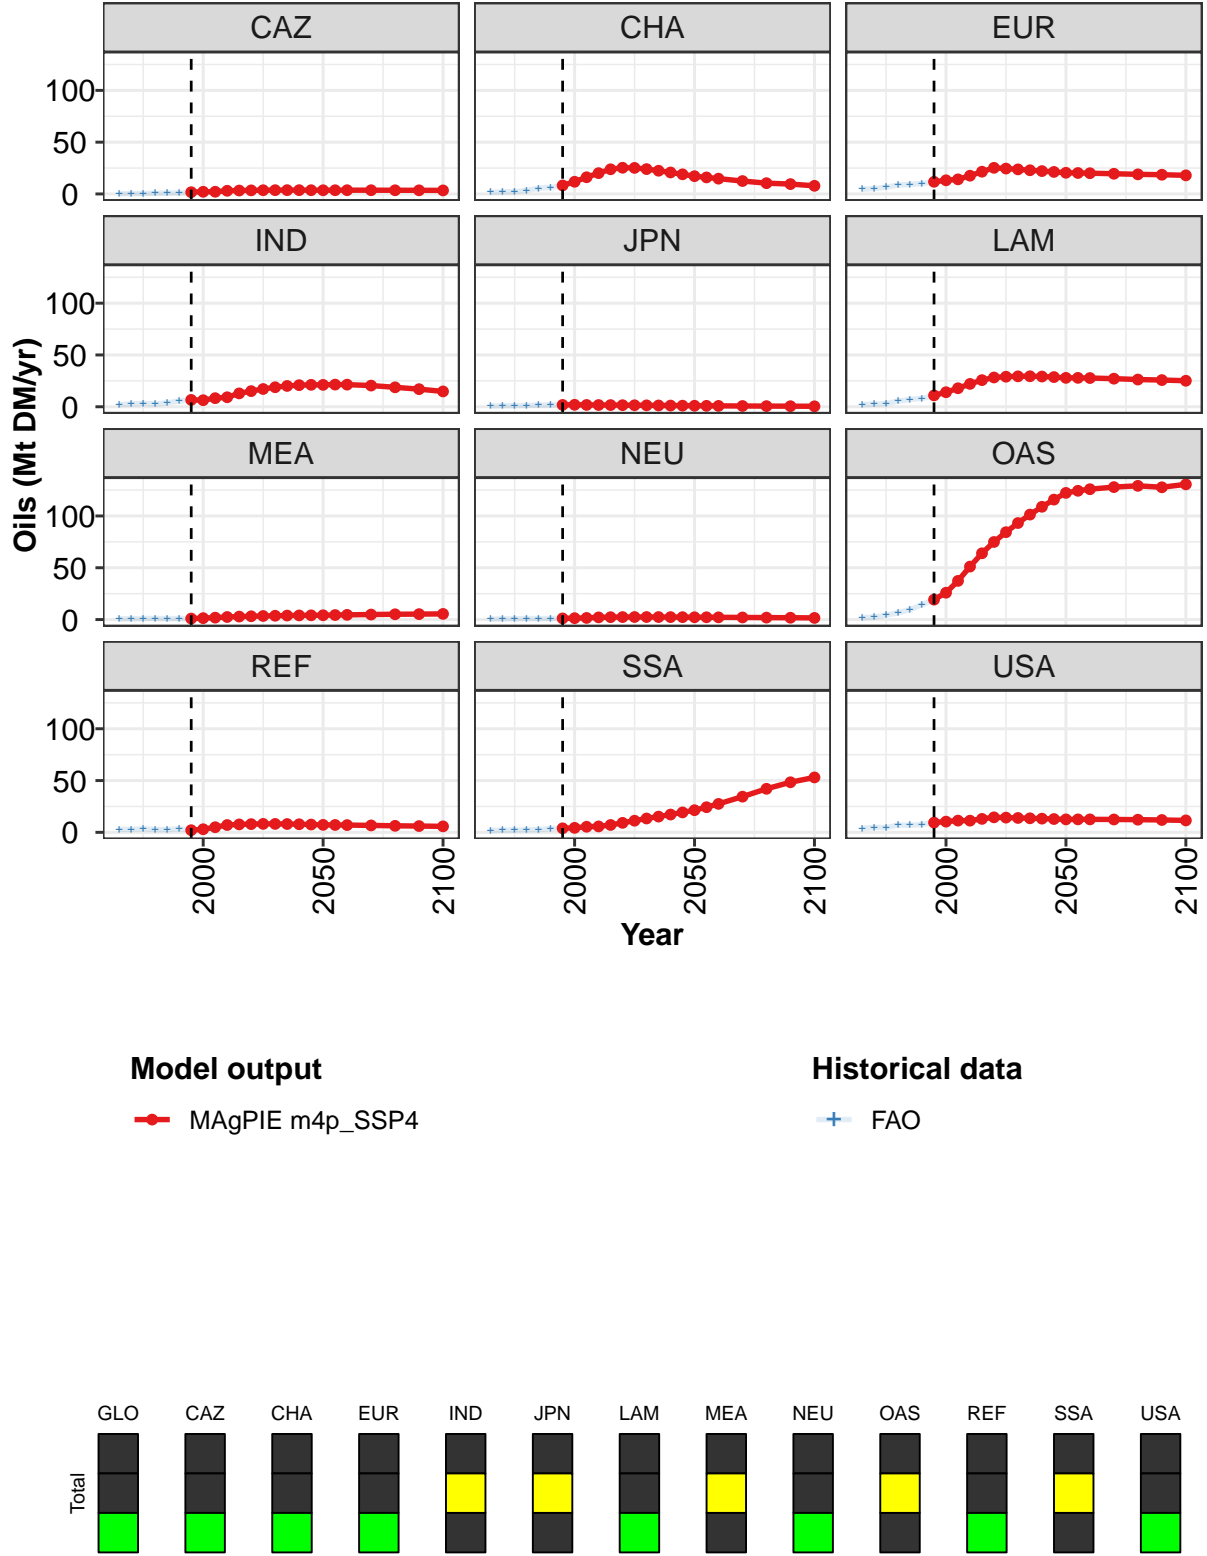 CAZ CHA EUR
100
50
0
IND JPN LAM
100
50
0
MEA NEU OAS
100
50
0
REF SSA USA
100
50
0
2000 2050 2100 2000 2050 2100 2000 2050 2100
Year
Oils (Mt DM/yr)
Model output Historical data
MAgPIE m4p_SSP4 FAO
GLO CAZ CHA EUR IND JPN LAM MEA NEU OAS REF SSA USA
Total